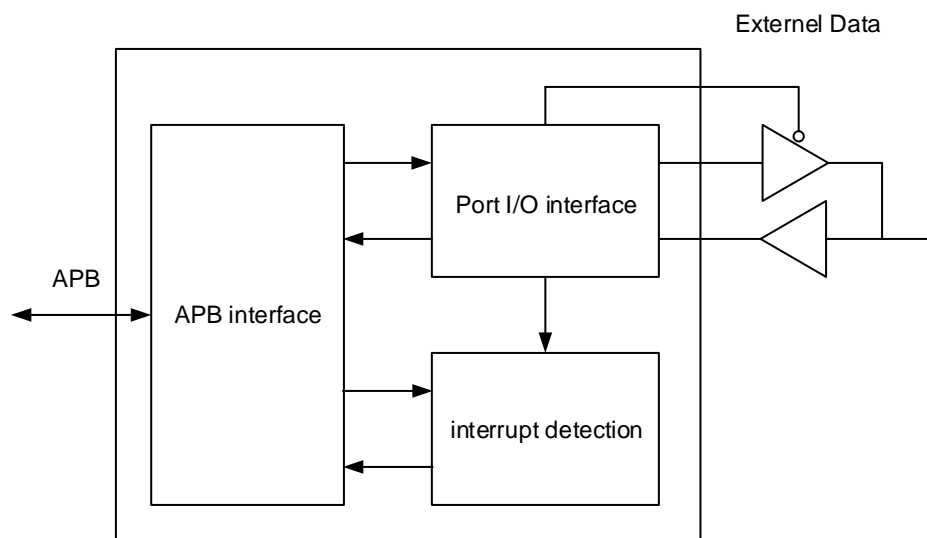 Externel Data
Port I/O interface
APB
APB interface
interrupt detection